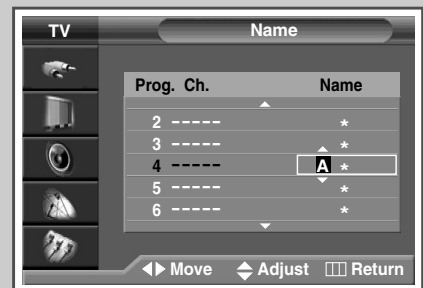 TV Name
Prog. Ch. Name
2 ----- *
3 ----- *
4 ----- A *
5 ----- *
6 ----- *
Move Adjust Return